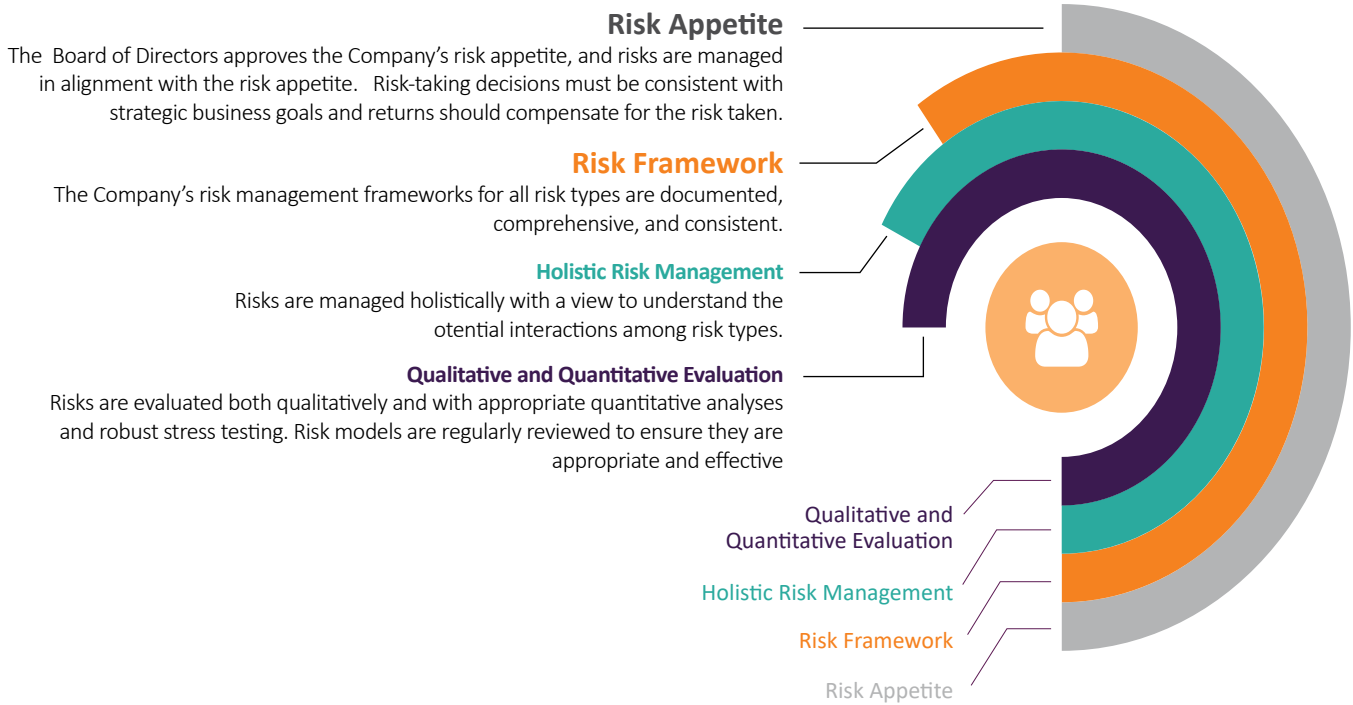 Risk Appetite
The  Board of Directors approves the Company's risk appetite, and risks are managed
in alignment with the risk appetite.   Risk-taking decisions must be consistent with
strategic business goals and returns should compensate for the risk taken.
Risk Framework
The Company's risk management frameworks for all risk types are documented,
comprehensive, and consistent.
Holistic Risk Management
Risks are managed holistically with a view to understand the
otential interactions among risk types.
Qualitative and Quantitative Evaluation
Risks are evaluated both qualitatively and with appropriate quantitative analyses
and robust stress testing. Risk models are regularly reviewed to ensure they are
appropriate and effective
Qualitative and
Quantitative Evaluation
Holistic Risk Management
Risk Framework
Risk Appetite